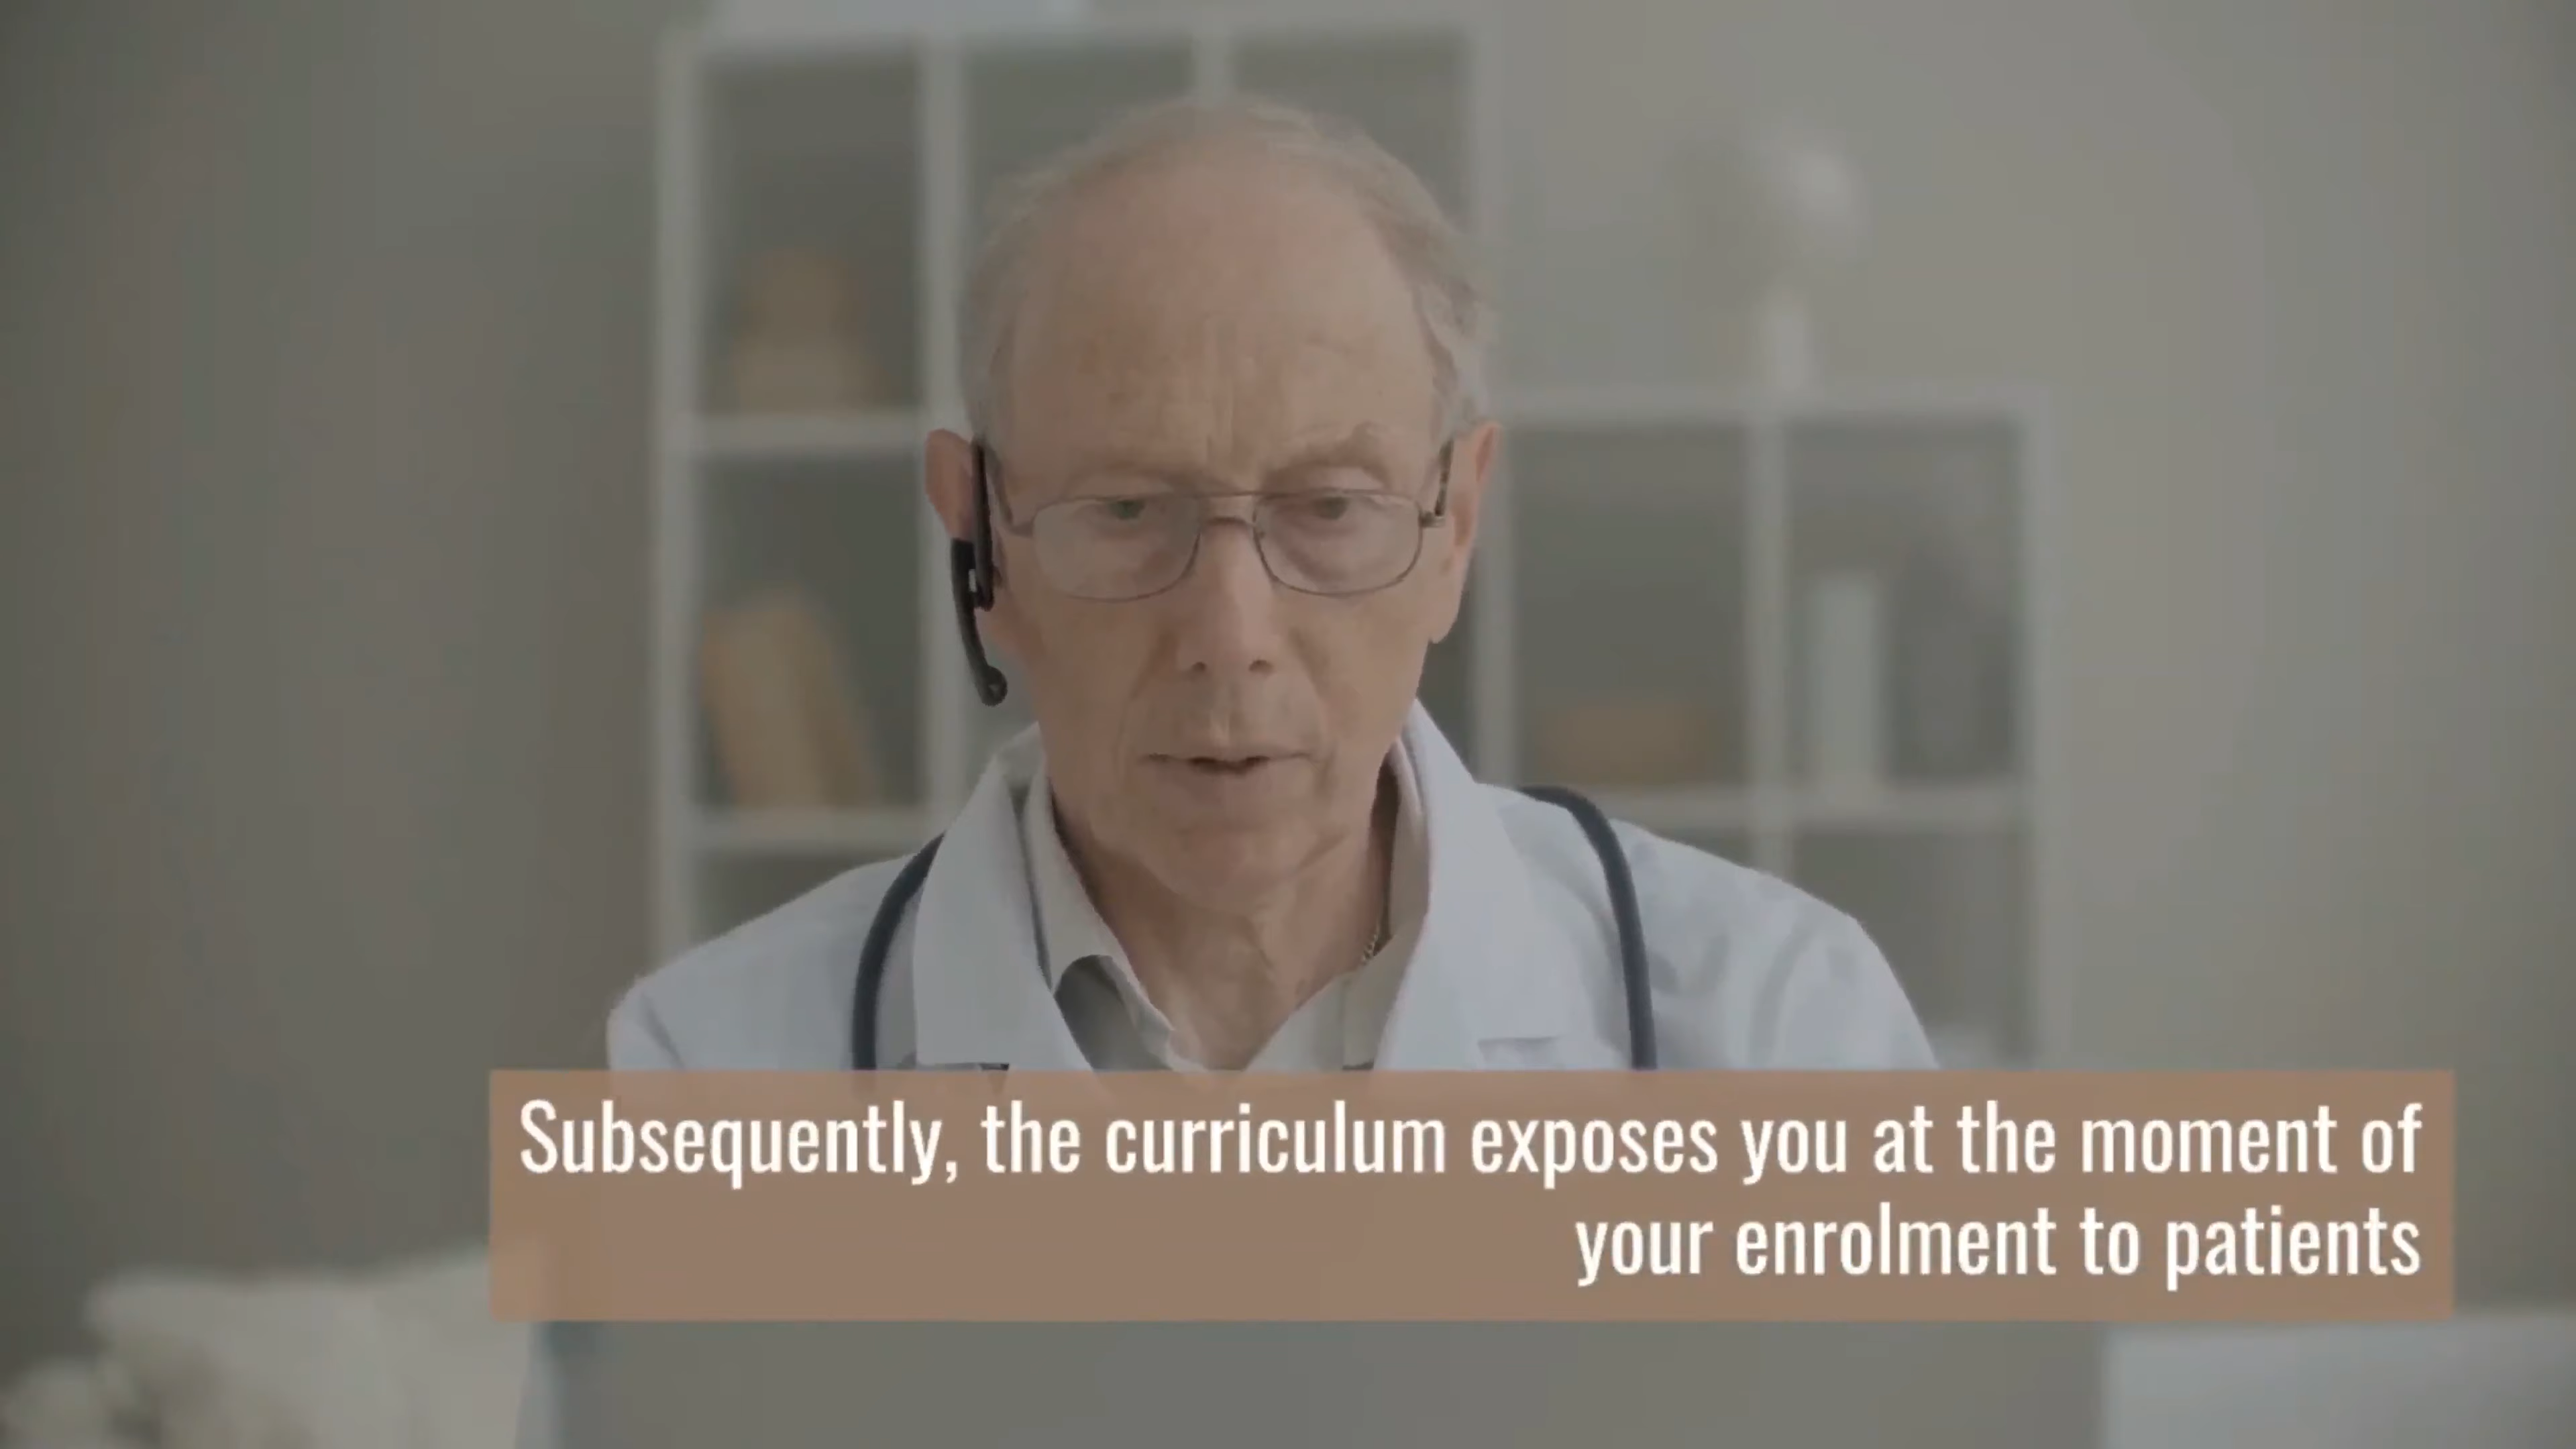 Subsequently, the curriculum exposes you at the moment of
your enrolment to patients